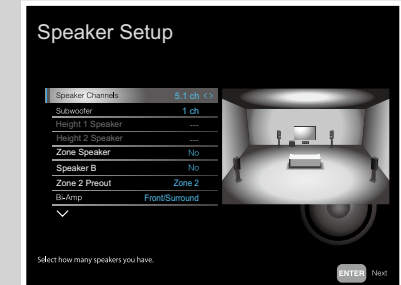 Speaker Setup
Speaker Channels 5.1 ch <>
Subwoofer 1 ch
Height 1 Speaker ---
Height 2 Speaker ---
Zone Speaker No
Speaker B No
Zone 2 Preout Zone 2
Bi-Amp Front/Surround
Select how many speakers you have.
ENTER Next